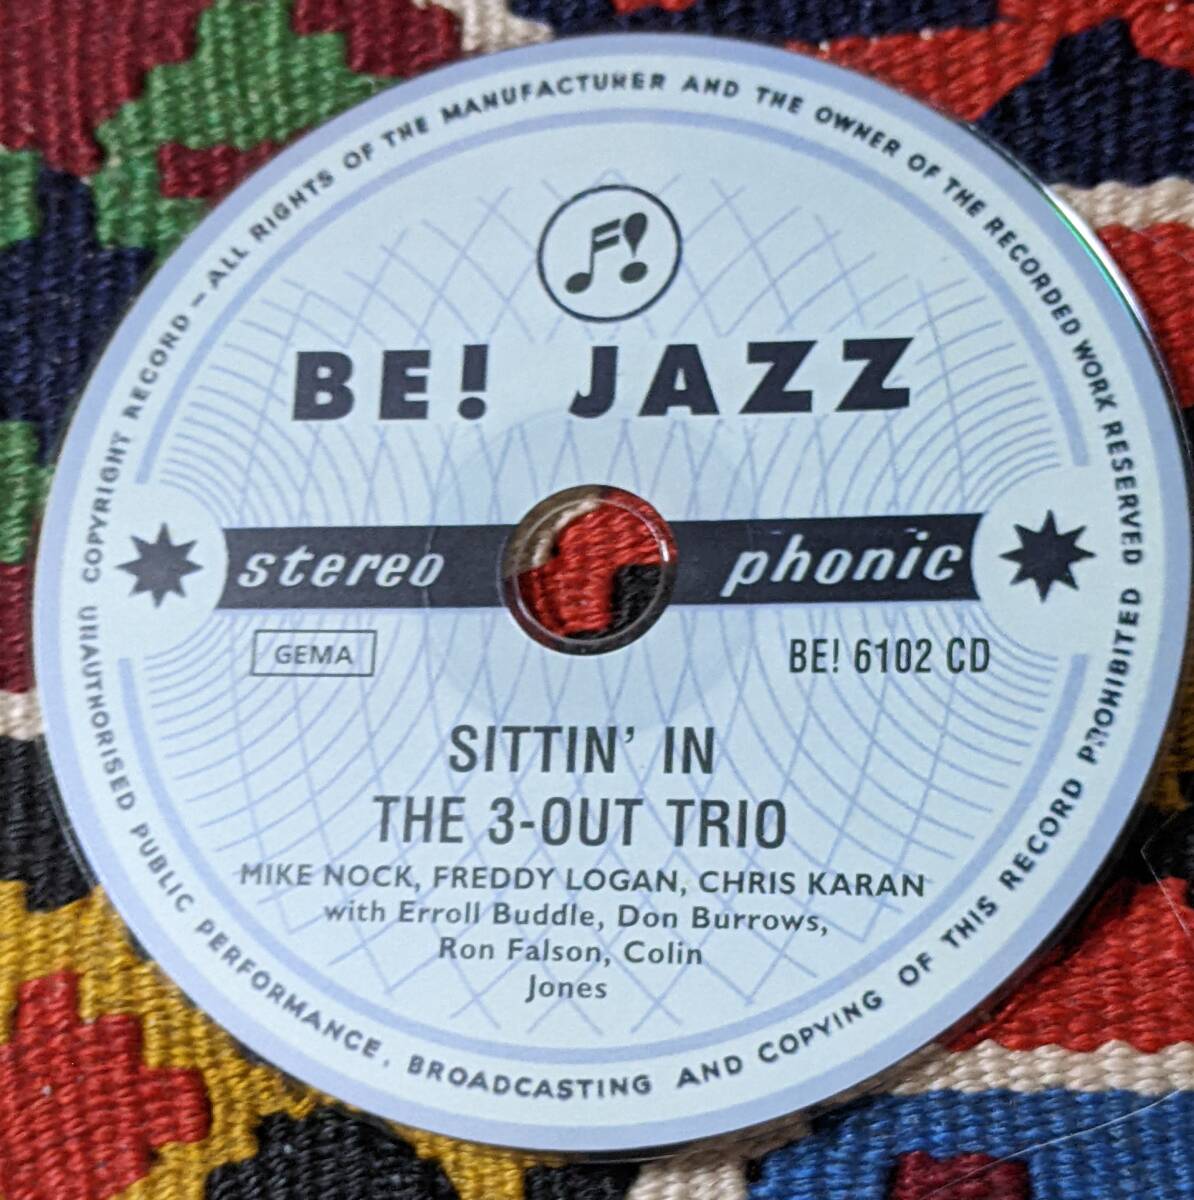 COPYRIGHT RECORD – ALL RIGHTS OF THE MANUFACTURER AND THE OWNER OF THE RECORDED WORK RESERVED
F!
BE! JAZZ
stereo phonic
GEMA
BE! 6102 CD
SITTIN' IN
THE 3-OUT TRIO
MIKE NOCK, FREDDY LOGAN, CHRIS KARAN
with Erroll Buddle, Don Burrows,
Ron Falson, Colin
Jones
UNAUTHORISED PUBLIC PERFORMANCE, BROADCASTING AND COPYING OF THIS RECORD PROHIBITED